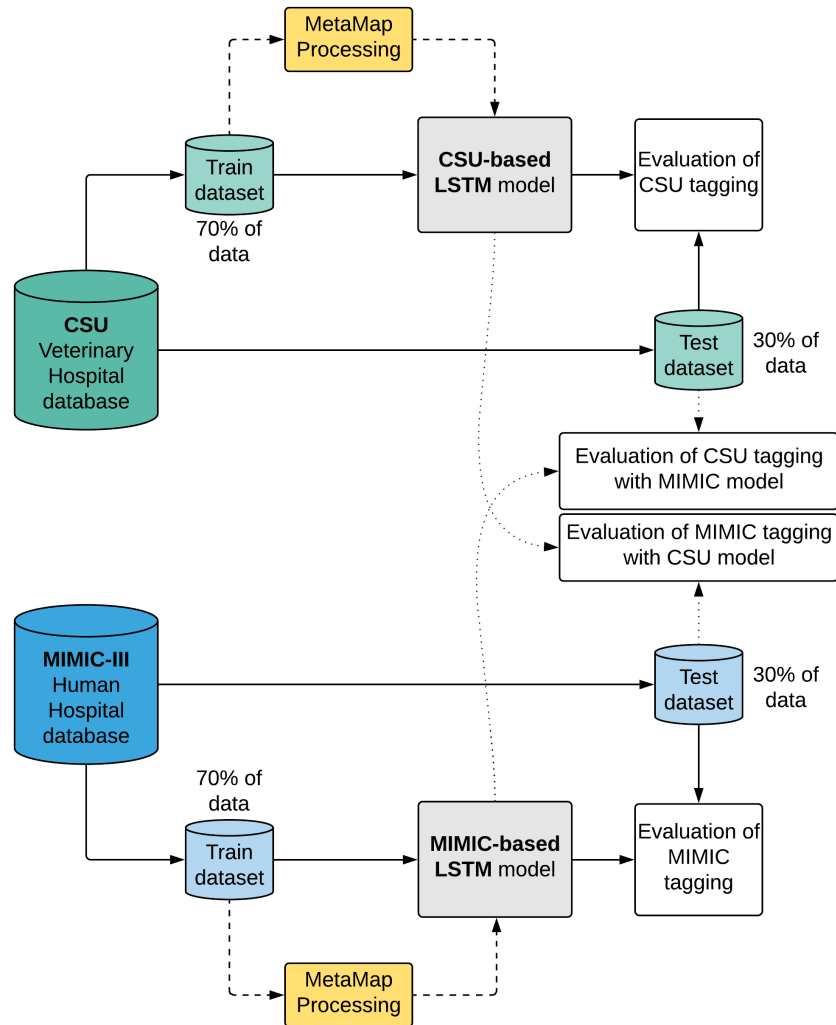 MetaMap
Processing
Train
dataset
70% of
data
CSU-based
LSTM model
Evaluation of
CSU tagging
CSU
Veterinary
Hospital
database
Test
dataset
30% of
data
Evaluation of CSU tagging
with MIMIC model
Evaluation of MIMIC tagging
with CSU model
MIMIC-III
Human
Hospital
database
Test
dataset
30% of
data
70% of
data
Train
dataset
MIMIC-based
LSTM model
Evaluation of
MIMIC
tagging
MetaMap
Processing